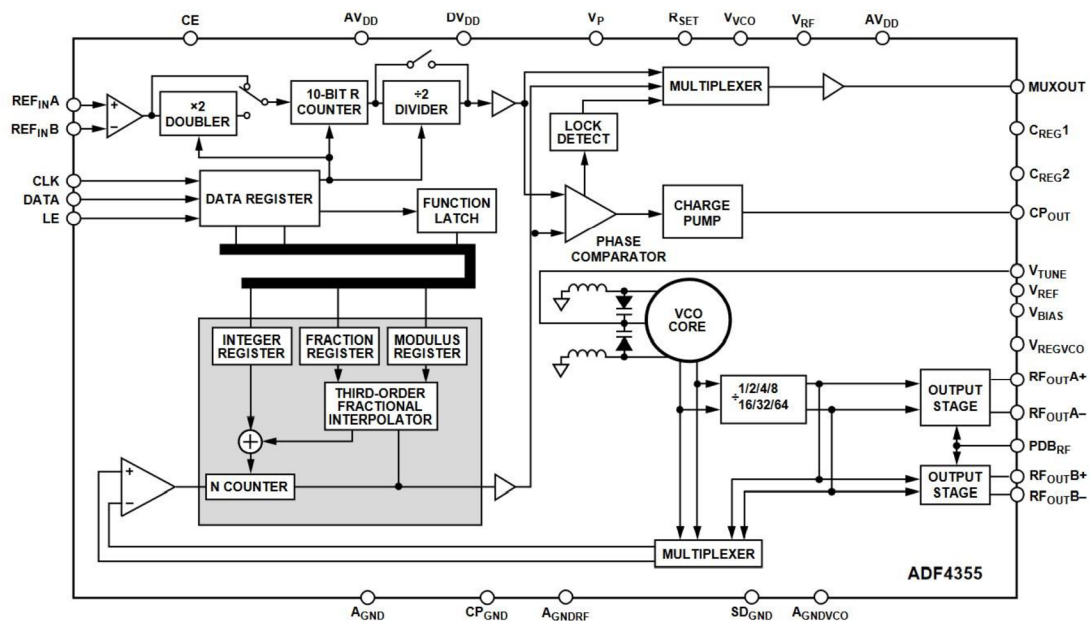 CE
AVDD
DVDD
VP
RSET
VVCO
VRF
AVDD
REFINA
REFINB
+
−
×2
DOUBLER
10-BIT R
COUNTER
÷2
DIVIDER
MULTIPLEXER
MUXOUT
LOCK
DETECT
CREG1
CREG2
CLK
DATA
LE
DATA REGISTER
FUNCTION
LATCH
CHARGE
PUMP
CPOUT
PHASE
COMPARATOR
VTUNE
VREF
VBIAS
VREGVCO
VCO
CORE
INTEGER
REGISTER
FRACTION
REGISTER
MODULUS
REGISTER
THIRD-ORDER
FRACTIONAL
INTERPOLATOR
+
N COUNTER
+
−
1/2/4/8
÷16/32/64
OUTPUT
STAGE
RFOUTA+
RFOUTA−
PDBRF
OUTPUT
STAGE
RFOUTB+
RFOUTB−
MULTIPLEXER
ADF4355
AGND
CPGND
AGNDRF
SDGND
AGNDVCO